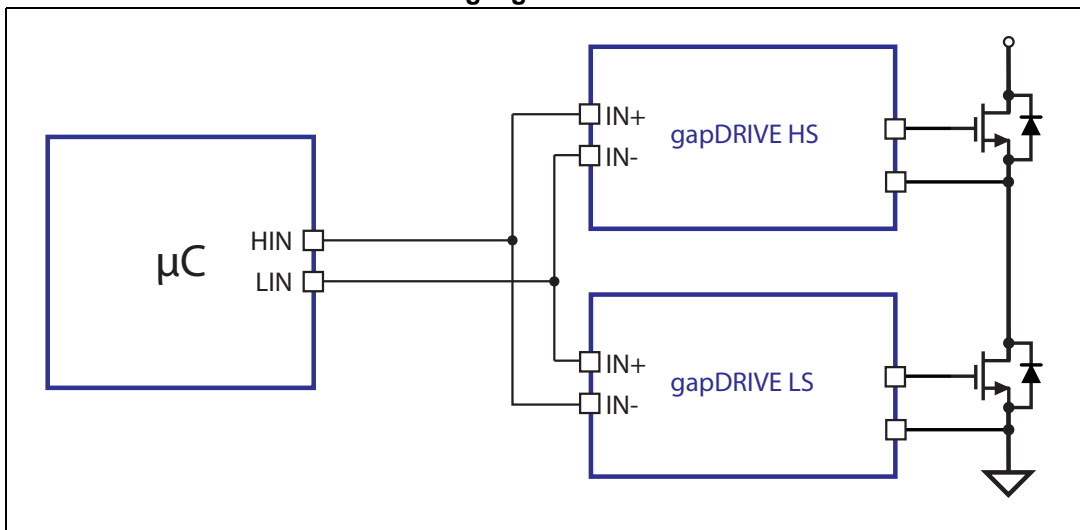 IN+
IN-
gapDRIVE HS
µC
HIN
LIN
IN+
IN-
gapDRIVE LS